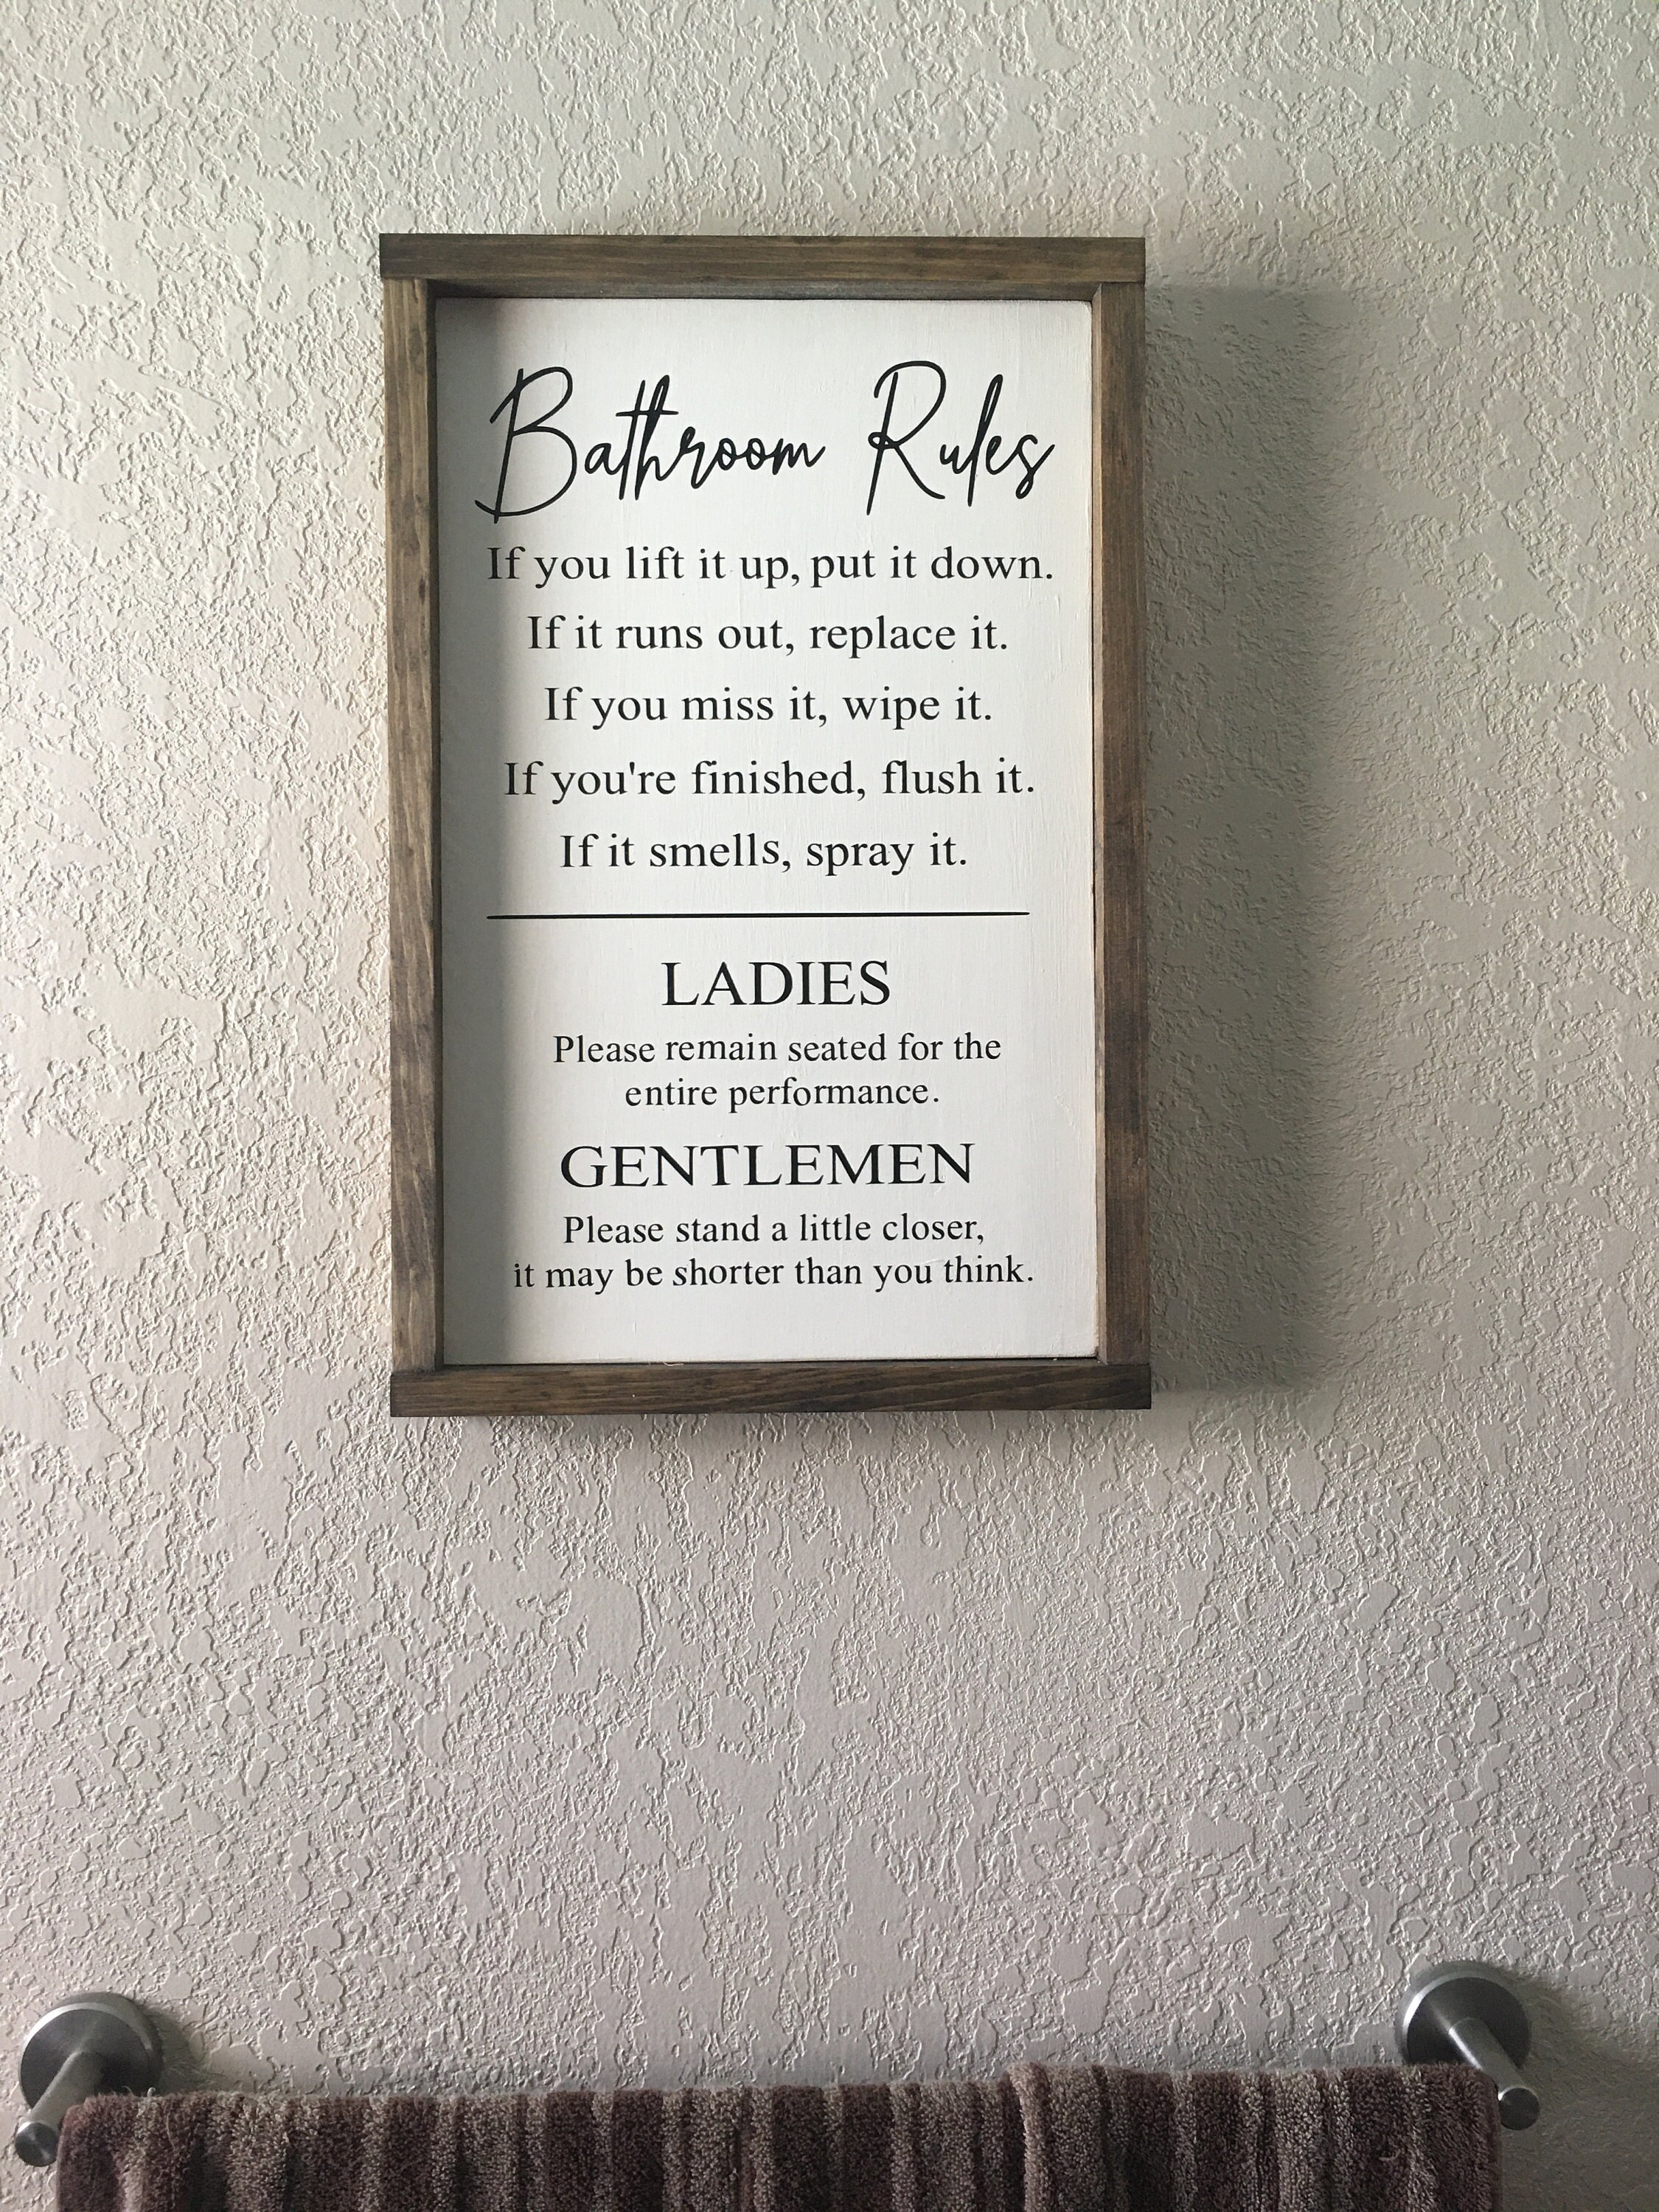 Bathroom Rules
If you lift it up, put it down.
If it runs out, replace it.
If you miss it, wipe it.
If you're finished, flush it.
If it smells, spray it.
LADIES
Please remain seated for the
entire performance.
GENTLEMEN
Please stand a little closer,
it may be shorter than you think.